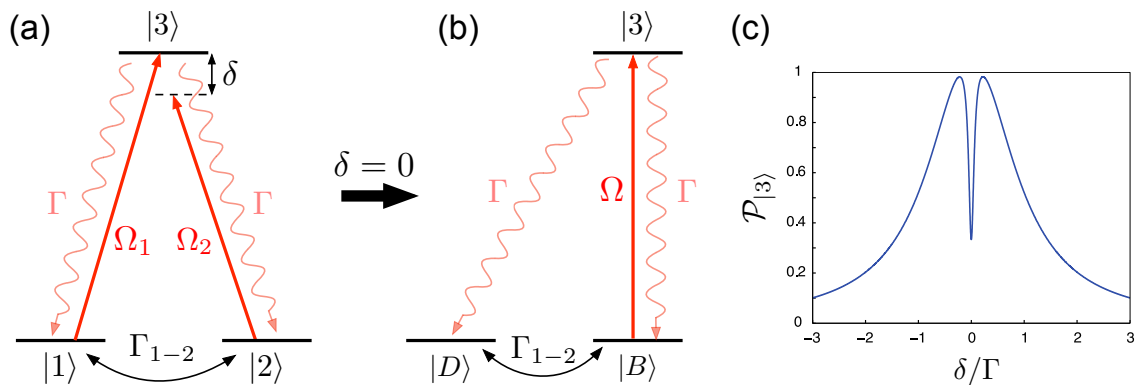 (a)
|3⟩
δ
Γ
Γ
Ω₁
Ω₂
|1⟩
Γ₁₋₂
|2⟩
δ = 0
(b)
|3⟩
Γ
Ω
Γ
|D⟩
Γ₁₋₂
|B⟩
(c)
1
0.8
0.6
0.4
0.2
0
𝒫|3⟩
−3
−2
−1
0
1
2
3
δ/Γ